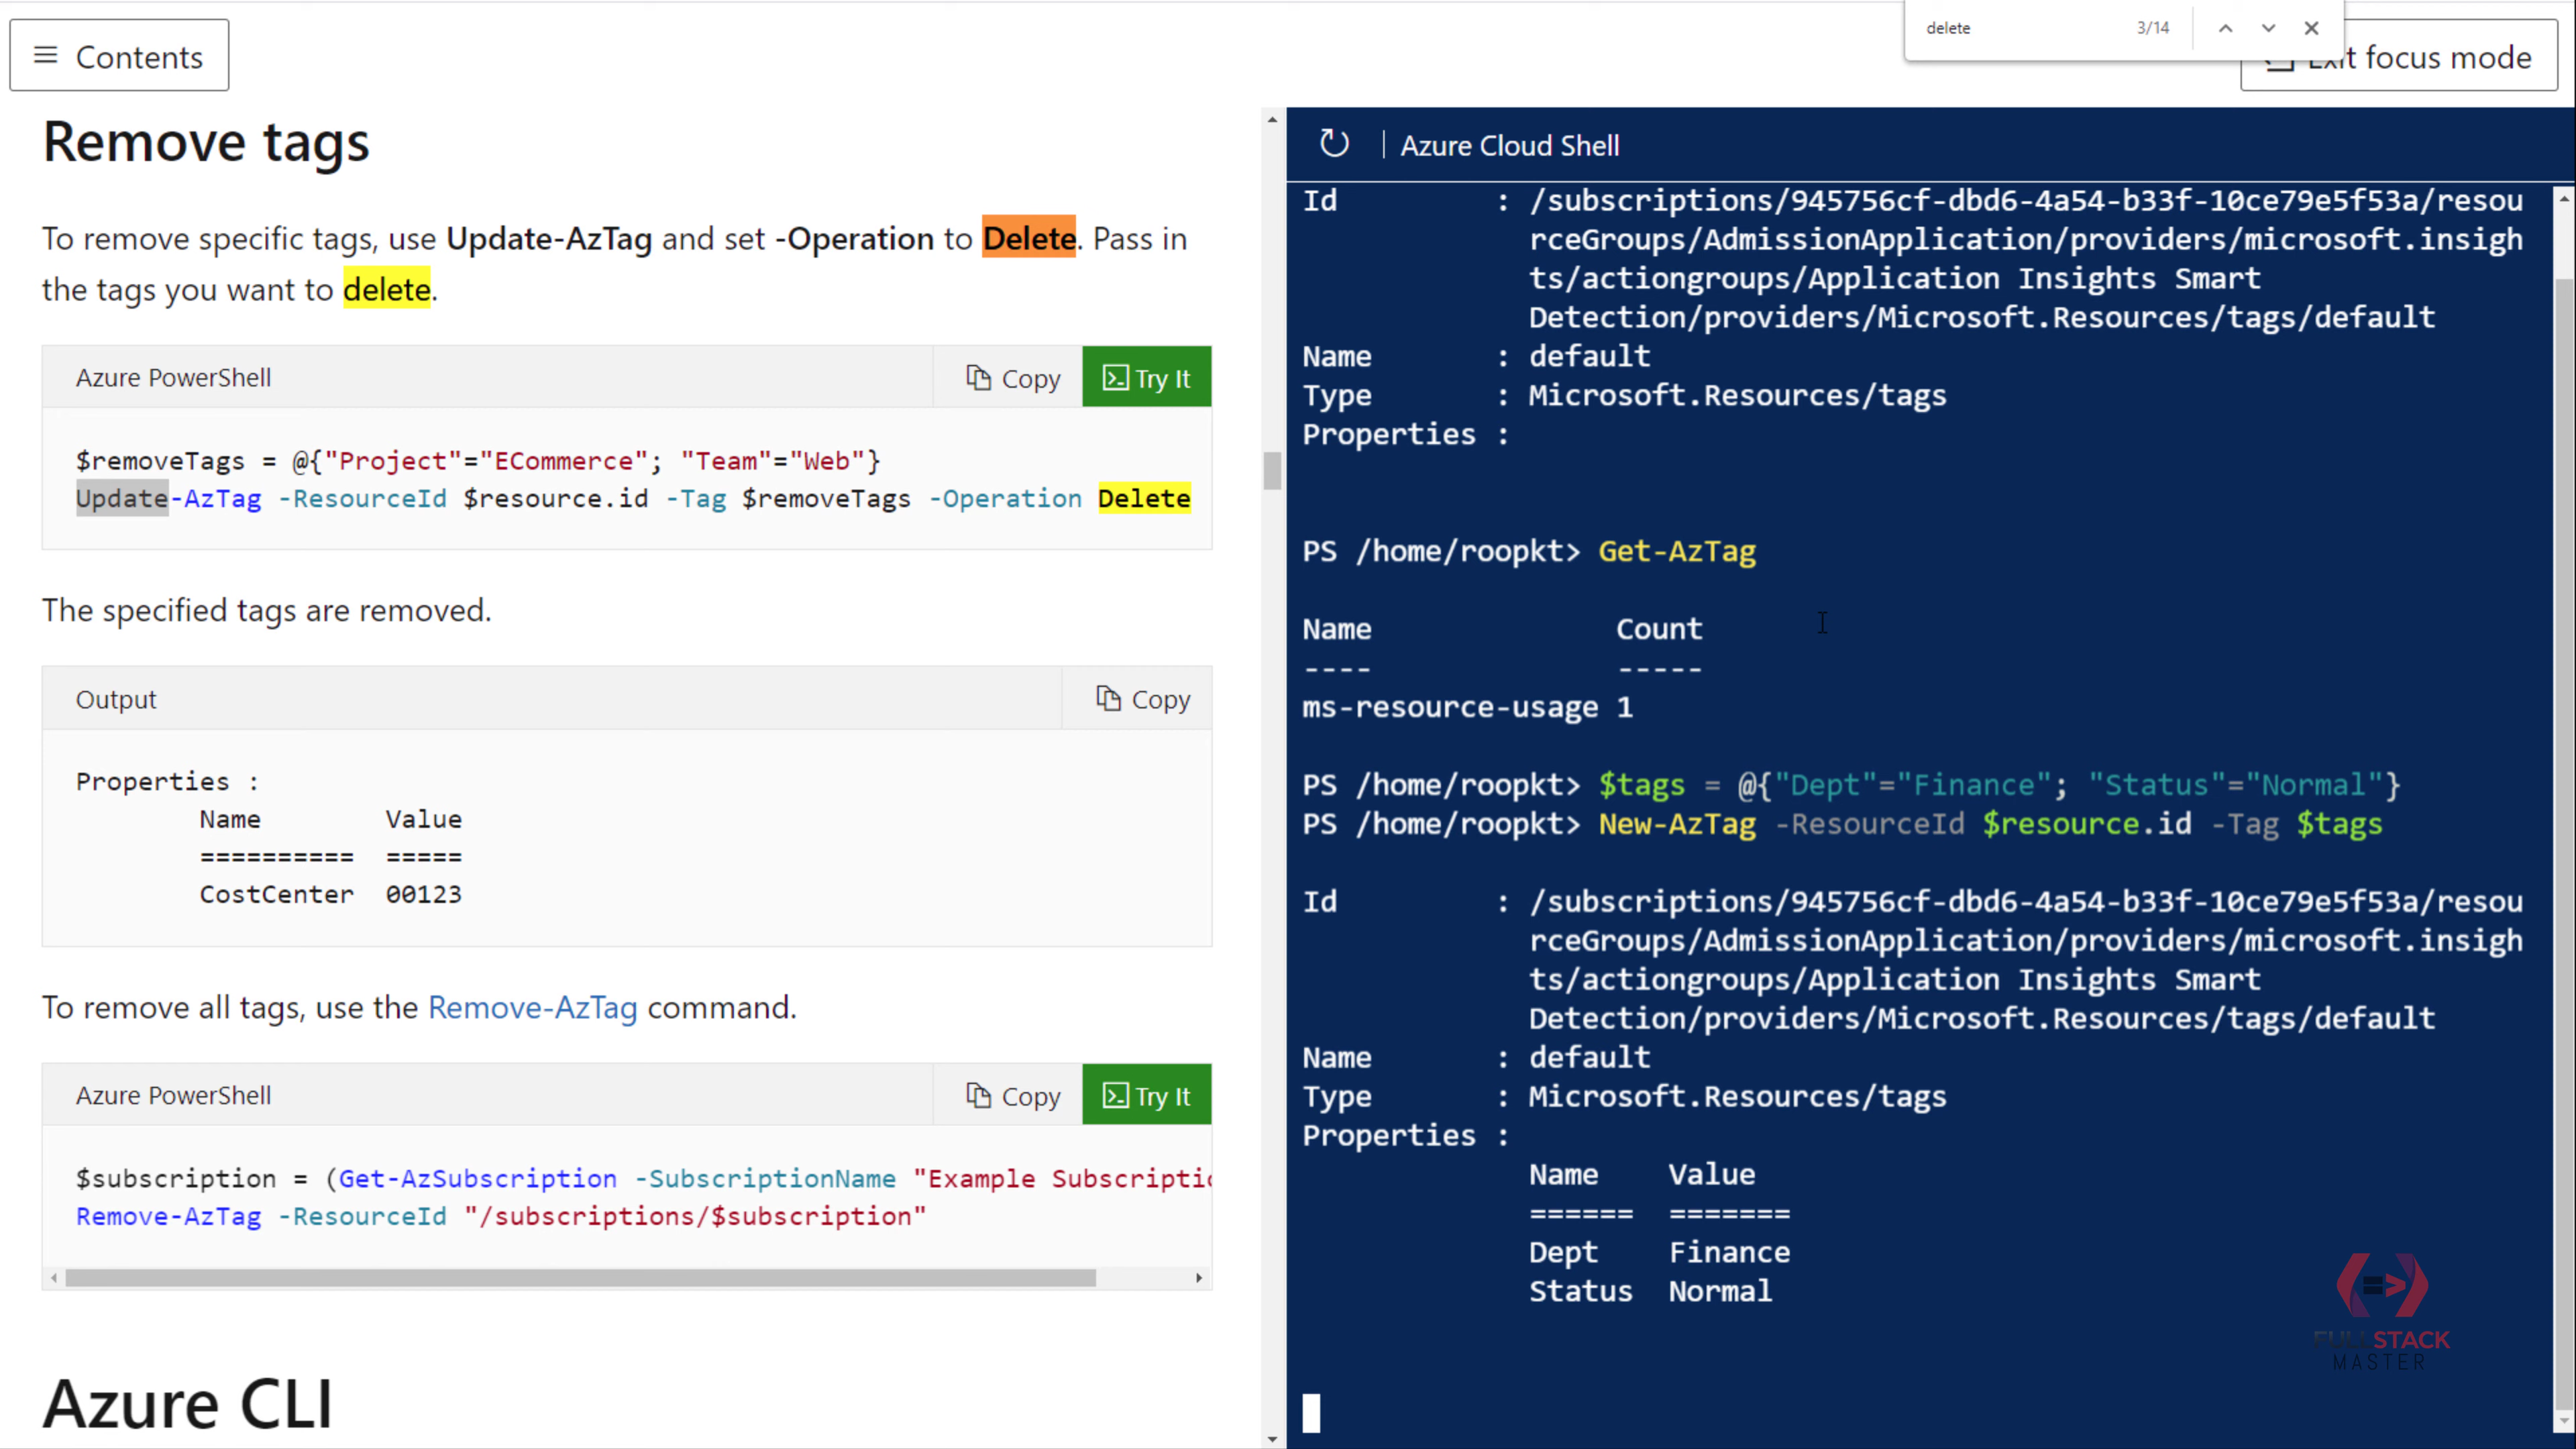 delete 3/14
Contents
Exit focus mode
Remove tags
To remove specific tags, use Update-AzTag and set -Operation to Delete. Pass in
the tags you want to delete.
Azure PowerShell Copy Try It
$removeTags = @{"Project"="ECommerce"; "Team"="Web"}
Update-AzTag -ResourceId $resource.id -Tag $removeTags -Operation Delete
The specified tags are removed.
Output Copy
Properties :
Name Value
========== =====
CostCenter 00123
To remove all tags, use the Remove-AzTag command.
Azure PowerShell Copy Try It
$subscription = (Get-AzSubscription -SubscriptionName "Example Subscriptio
Remove-AzTag -ResourceId "/subscriptions/$subscription"
Azure CLI
Azure Cloud Shell
Id : /subscriptions/945756cf-dbd6-4a54-b33f-10ce79e5f53a/resou
rceGroups/AdmissionApplication/providers/microsoft.insigh
ts/actiongroups/Application Insights Smart
Detection/providers/Microsoft.Resources/tags/default
Name : default
Type : Microsoft.Resources/tags
Properties :
PS /home/roopkt> Get-AzTag
Name Count
---- -----
ms-resource-usage 1
PS /home/roopkt> $tags = @{"Dept"="Finance"; "Status"="Normal"}
PS /home/roopkt> New-AzTag -ResourceId $resource.id -Tag $tags
Id : /subscriptions/945756cf-dbd6-4a54-b33f-10ce79e5f53a/resou
rceGroups/AdmissionApplication/providers/microsoft.insigh
ts/actiongroups/Application Insights Smart
Detection/providers/Microsoft.Resources/tags/default
Name : default
Type : Microsoft.Resources/tags
Properties :
Name Value
====== =======
Dept Finance
Status Normal
FULLSTACK
MASTER